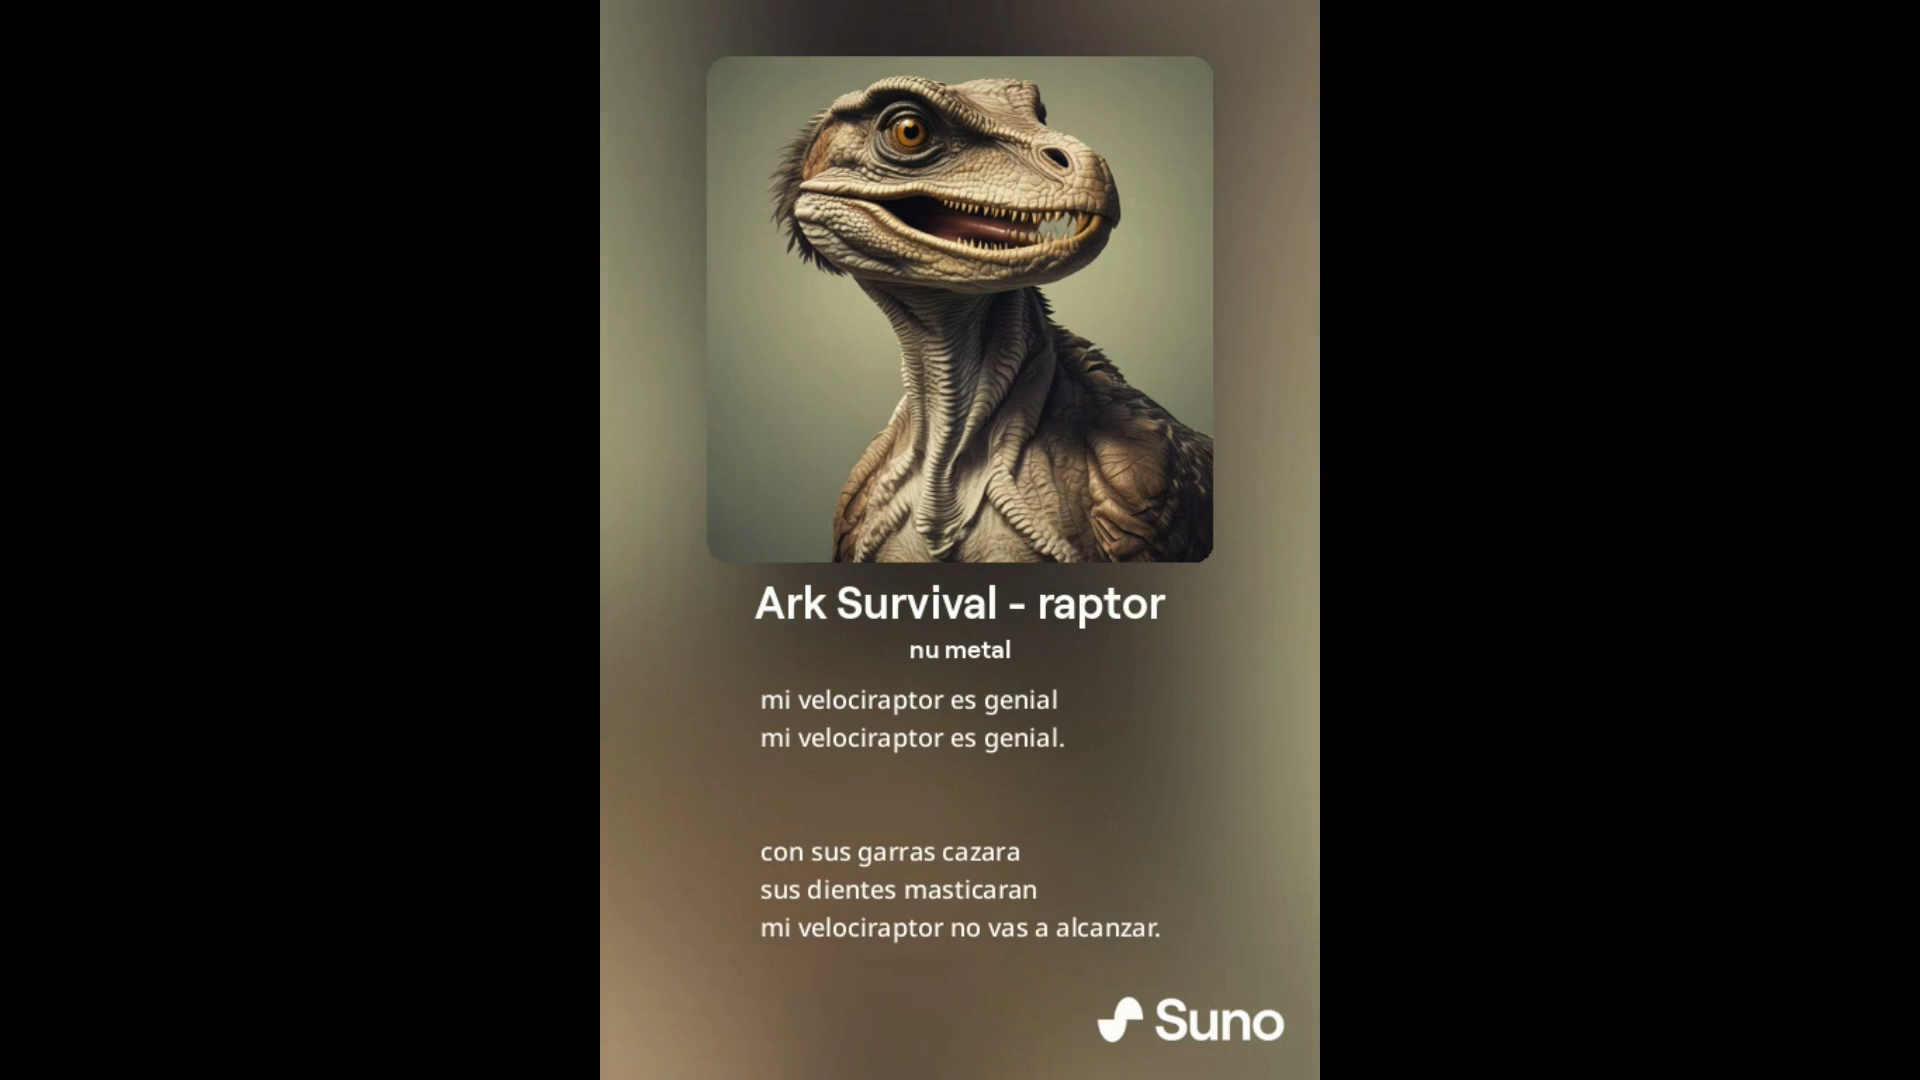 Ark Survival - raptor
nu metal
mi velociraptor es genial
mi velociraptor es genial.
con sus garras cazara
sus dientes masticaran
mi velociraptor no vas a alcanzar.
Suno